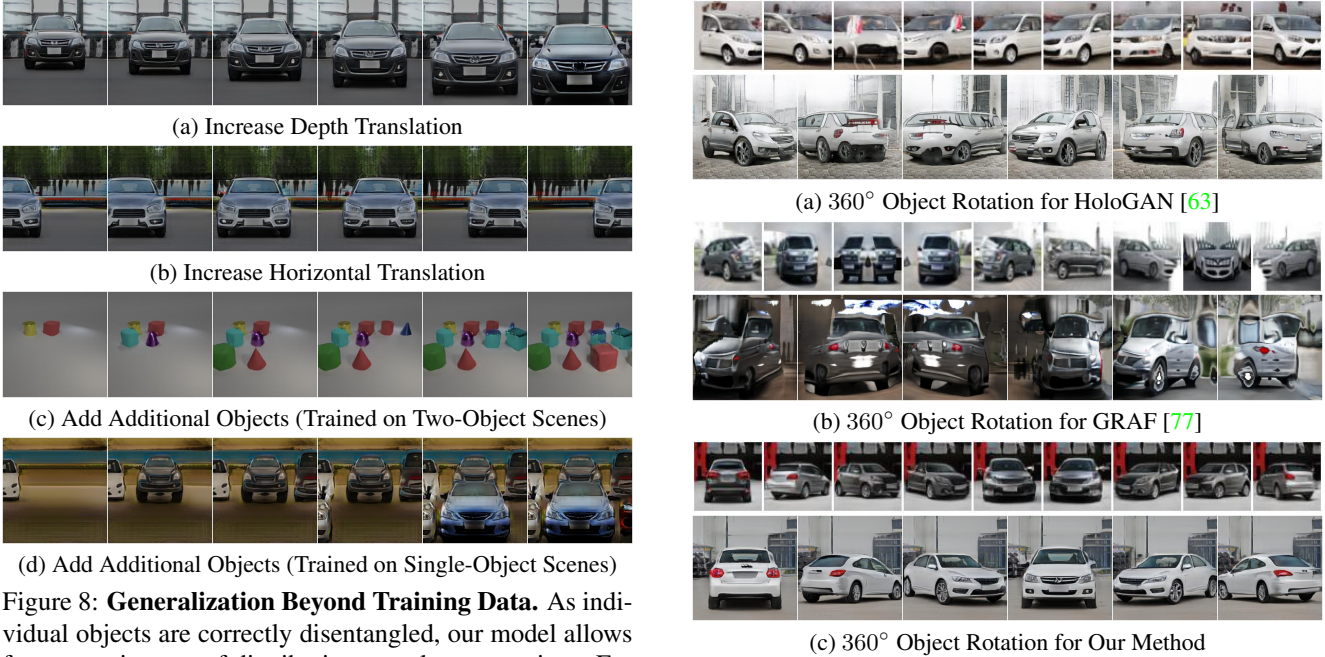 (a) Increase Depth Translation
(b) Increase Horizontal Translation
(c) Add Additional Objects (Trained on Two-Object Scenes)
(d) Add Additional Objects (Trained on Single-Object Scenes)
Figure 8: Generalization Beyond Training Data. As indi-
vidual objects are correctly disentangled, our model allows
(a) 360° Object Rotation for HoloGAN [63]
(b) 360° Object Rotation for GRAF [77]
(c) 360° Object Rotation for Our Method